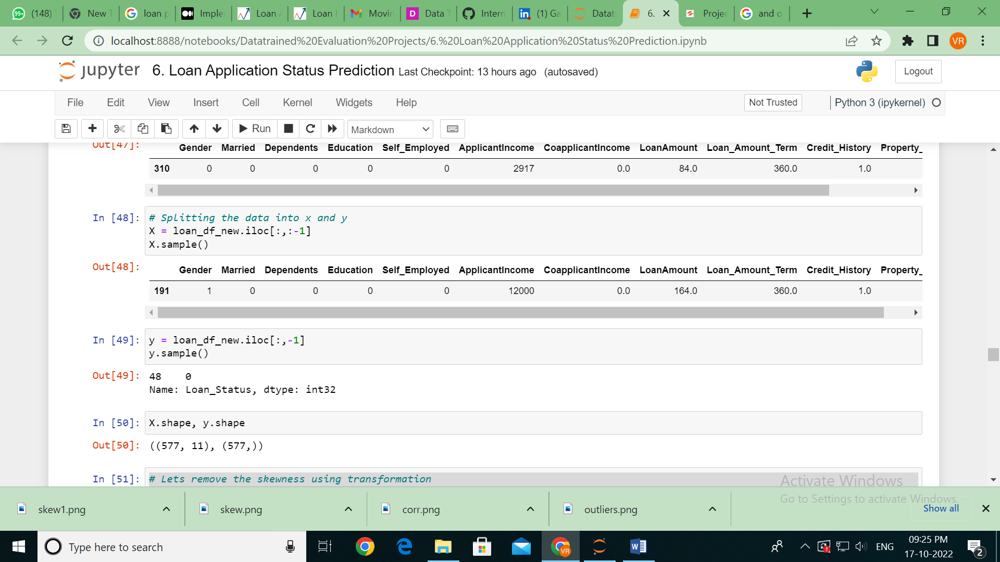 99+ (148) New T loan p Imple Loan A Loan P Movin D Data T Intern in (1) Ga Datat 6. Projec and o
localhost:8888/notebooks/Datatrained%20Evaluation%20Projects/6.%20Loan%20Application%20Status%20Prediction.ipynb VR
jupyter 6. Loan Application Status Prediction Last Checkpoint: 13 hours ago (autosaved) Logout
File Edit View Insert Cell Kernel Widgets Help Not Trusted Python 3 (ipykernel)
Run Markdown
Out[47]:
Gender Married Dependents Education Self_Employed ApplicantIncome CoapplicantIncome LoanAmount Loan_Amount_Term Credit_History Property_
310 0 0 0 0 0 2917 0.0 84.0 360.0 1.0
In [48]: # Splitting the data into x and y
X = loan_df_new.iloc[:,:-1]
X.sample()
Out[48]:
Gender Married Dependents Education Self_Employed ApplicantIncome CoapplicantIncome LoanAmount Loan_Amount_Term Credit_History Property_
191 1 0 0 0 0 12000 0.0 164.0 360.0 1.0
In [49]: y = loan_df_new.iloc[:,-1]
y.sample()
Out[49]: 48 0
Name: Loan_Status, dtype: int32
In [50]: X.shape, y.shape
Out[50]: ((577, 11), (577,))
In [51]: # Lets remove the skewness using transformation
Activate Windows
Go to Settings to activate Windows.
skew1.png skew.png corr.png outliers.png Show all
Type here to search VR W ENG 09:25 PM
17-10-2022 2